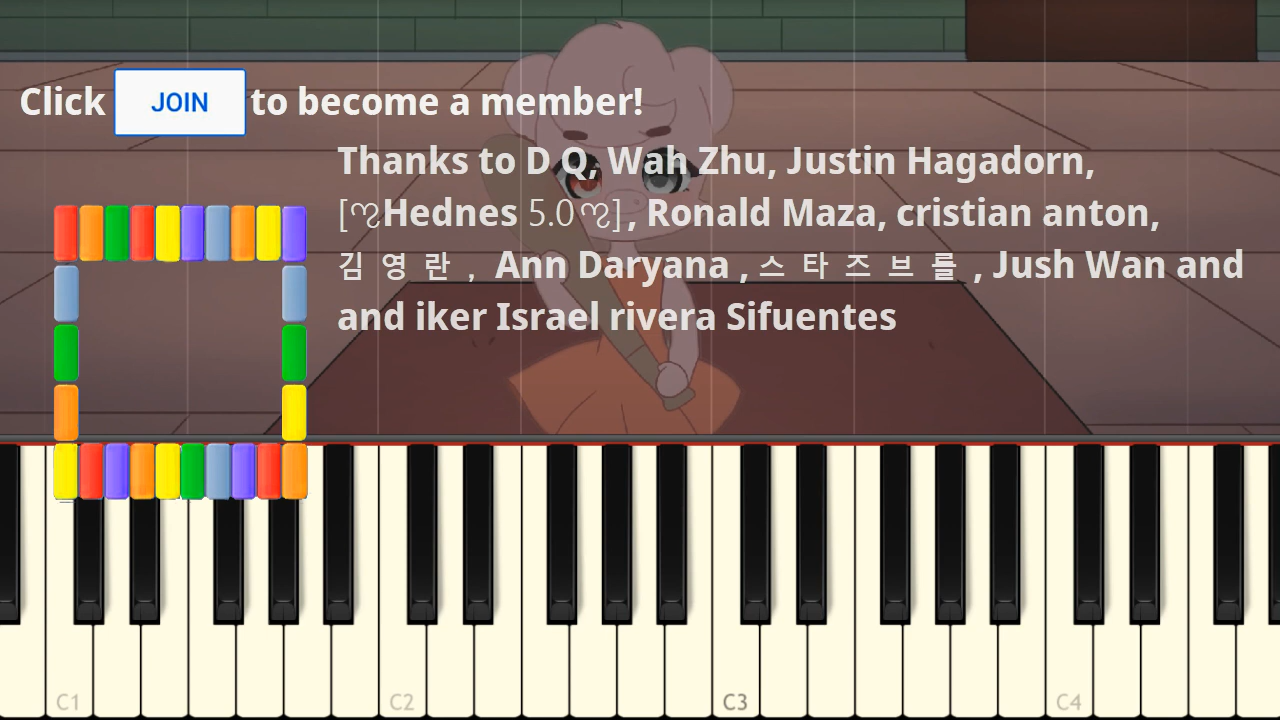 Click JOIN to become a member!
Thanks to D.Q, Wah Zhu, Justin Hagadorn,
[ꯁHednes 5.0ꯁ], Ronald Maza, cristian anton,
김 영 란 , Ann Daryana , 스 타 즈 브 를 , Jush Wan and
and iker Israel rivera Sifuentes
C1 C2 C3 C4